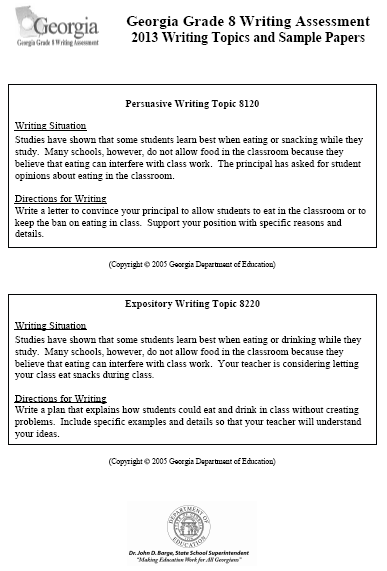 Georgia
Georgia Grade 8 Writing Assessment
Georgia Grade 8 Writing Assessment
2013 Writing Topics and Sample Papers
Persuasive Writing Topic 8120
Writing Situation
Studies have shown that some students learn best when eating or snacking while they
study. Many schools, however, do not allow food in the classroom because they
believe that eating can interfere with class work. The principal has asked for student
opinions about eating in the classroom.
Directions for Writing
Write a letter to convince your principal to allow students to eat in the classroom or to
keep the ban on eating in class. Support your position with specific reasons and
details.
(Copyright © 2005 Georgia Department of Education)
Expository Writing Topic 8220
Writing Situation
Studies have shown that some students learn best when eating or drinking while they
study. Many schools, however, do not allow food in the classroom because they
believe that eating can interfere with class work. Your teacher is considering letting
your class eat snacks during class.
Directions for Writing
Write a plan that explains how students could eat and drink in class without creating
problems. Include specific examples and details so that your teacher will understand
your ideas.
(Copyright © 2005 Georgia Department of Education)
Dr. John D. Barge, State School Superintendent
"Making Education Work for All Georgians"